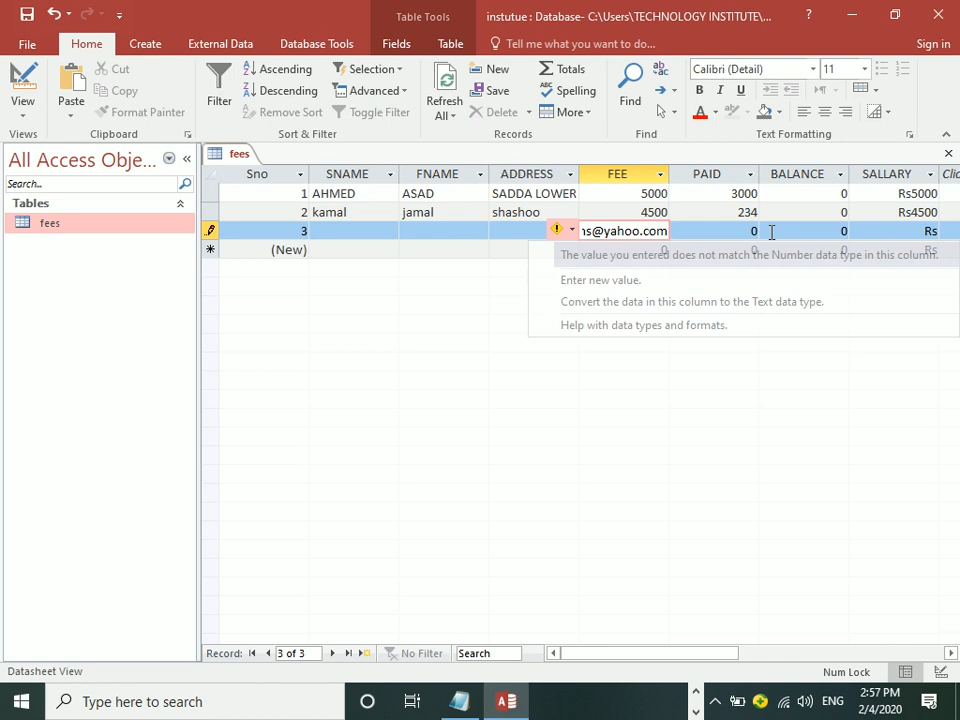 Table Tools
instutue : Database- C:\Users\TECHNOLOGY INSTITUTE\...
?
File
Home
Create
External Data
Database Tools
Fields
Table
Tell me what you want to do...
Sign in
View
Views
Paste
Cut
Copy
Format Painter
Clipboard
Filter
Ascending
Descending
Remove Sort
Selection
Advanced
Toggle Filter
Sort & Filter
Refresh
All
New
Save
Delete
Totals
Spelling
More
Records
Find
Find
Calibri (Detail)
11
B I U
Text Formatting
All Access Obje...
Search...
Tables
fees
fees
Sno SNAME FNAME ADDRESS FEE PAID BALANCE SALLARY Clic
1 AHMED ASAD SADDA LOWER 5000 3000 0 Rs5000
2 kamal jamal shashoo 4500 234 0 Rs4500
3 ns@yahoo.com 0 0 Rs
(New) 0 0 0 Rs
The value you entered does not match the Number data type in this column.
Enter new value.
Convert the data in this column to the Text data type.
Help with data types and formats.
Record: 3 of 3 No Filter Search
Datasheet View
Num Lock
Type here to search
ENG
2:57 PM
2/4/2020